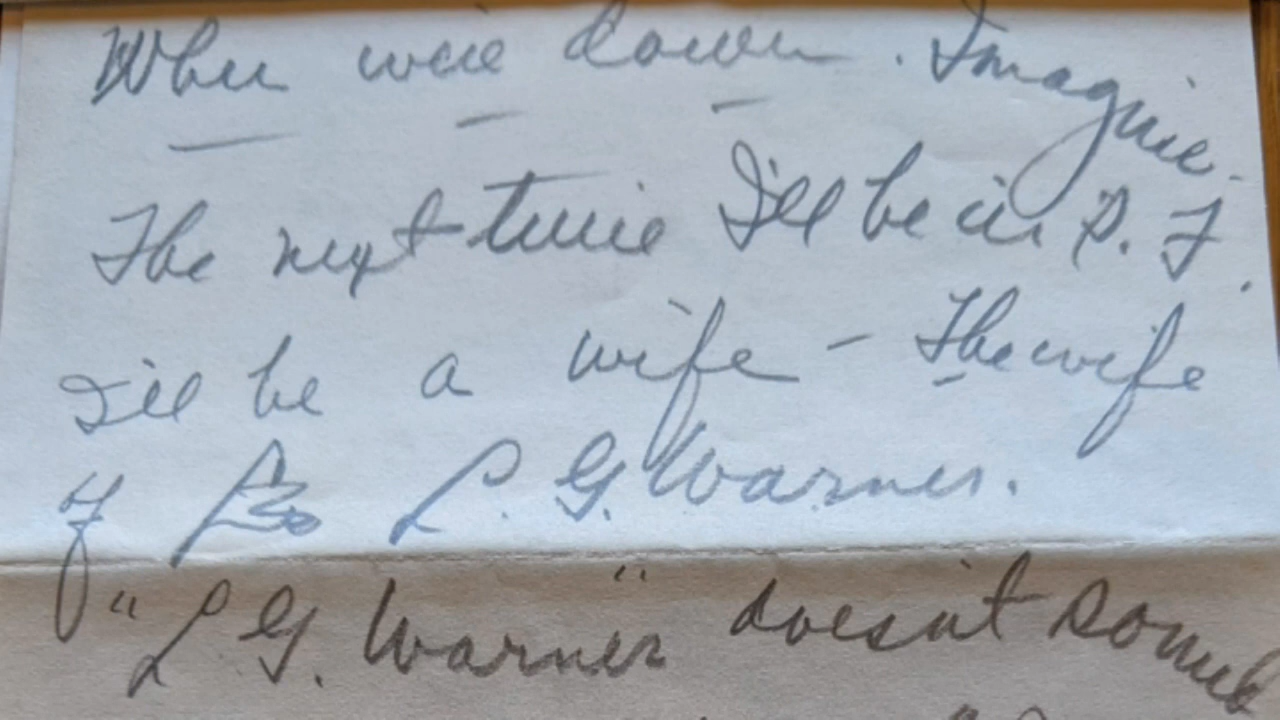 When we're down. Imagine.
The next time I'll be in S. F.
I'll be a wife - The wife
of L. G. Warner.
"L G. Warner" doesn't sound